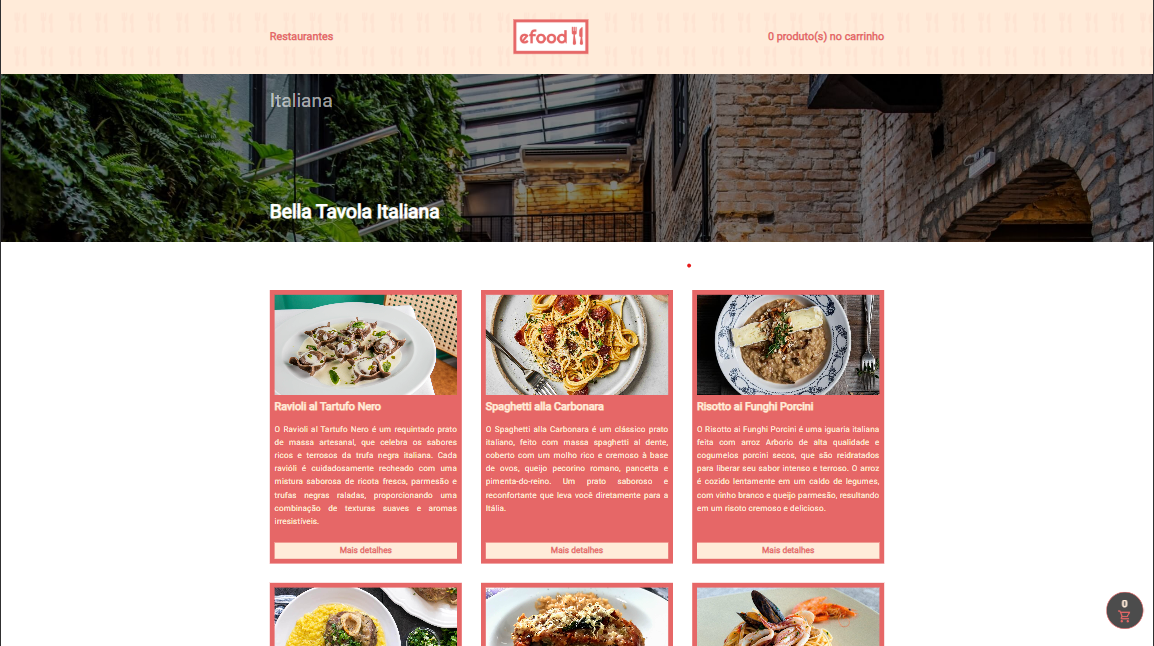 Restaurantes
efood
0 produto(s) no carrinho
Italiana
Bella Tavola Italiana
Ravioli al Tartufo Nero
O Ravioli al Tartufo Nero é um requintado prato
de massa artesanal, que celebra os sabores
ricos e terrosos da trufa negra italiana. Cada
ravióli é cuidadosamente recheado com uma
mistura saborosa de ricota fresca, parmesão e
trufas negras raladas, proporcionando uma
combinação de texturas suaves e aromas
irresistíveis.
Mais detalhes
Spaghetti alla Carbonara
O Spaghetti alla Carbonara é um clássico prato
italiano, feito com massa spaghetti al dente,
coberto com um molho rico e cremoso à base
de ovos, queijo pecorino romano, pancetta e
pimenta-do-reino. Um prato saboroso e
reconfortante que leva você diretamente para a
Itália.
Mais detalhes
Risotto ai Funghi Porcini
O Risotto ai Funghi Porcini é uma iguaria italiana
feita com arroz Arborio de alta qualidade e
cogumelos porcini secos, que são reidratados
para liberar seu sabor intenso e terroso. O arroz
é cozido lentamente em um caldo de legumes,
com vinho branco e queijo parmesão, resultando
em um risoto cremoso e delicioso.
Mais detalhes
0